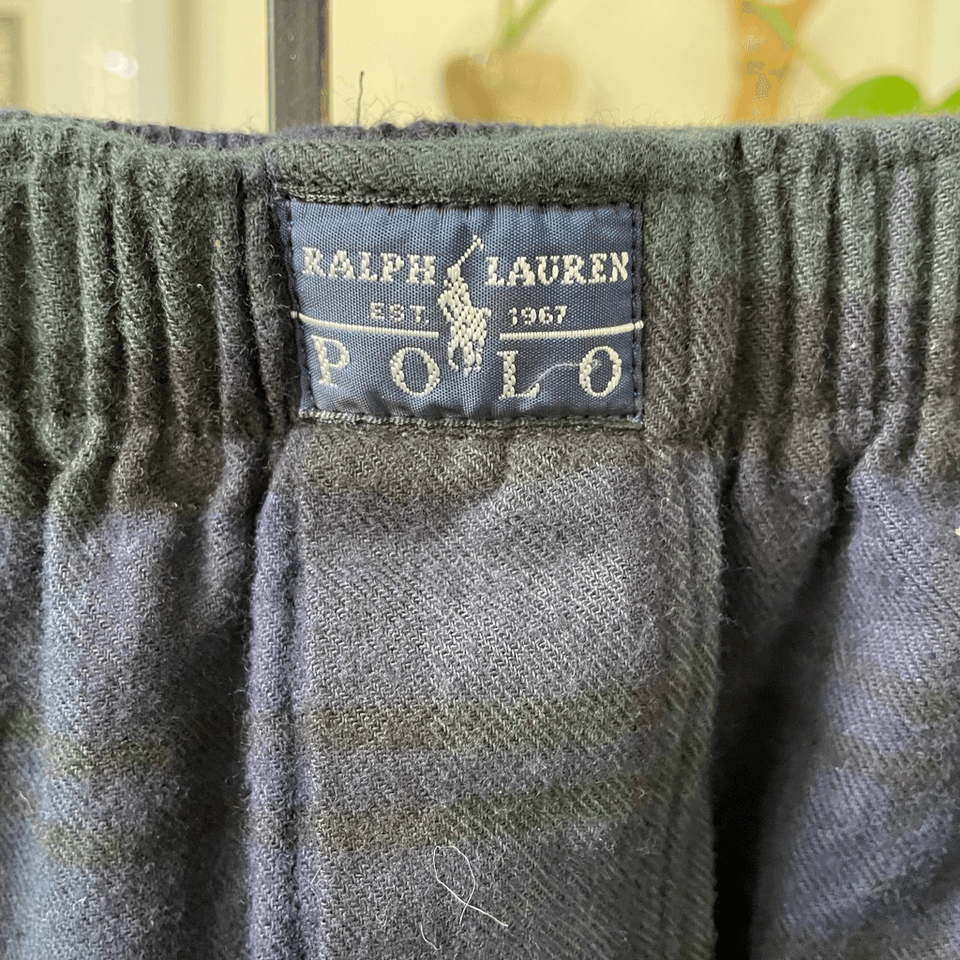 RALPH LAUREN
EST. 1967
POLO